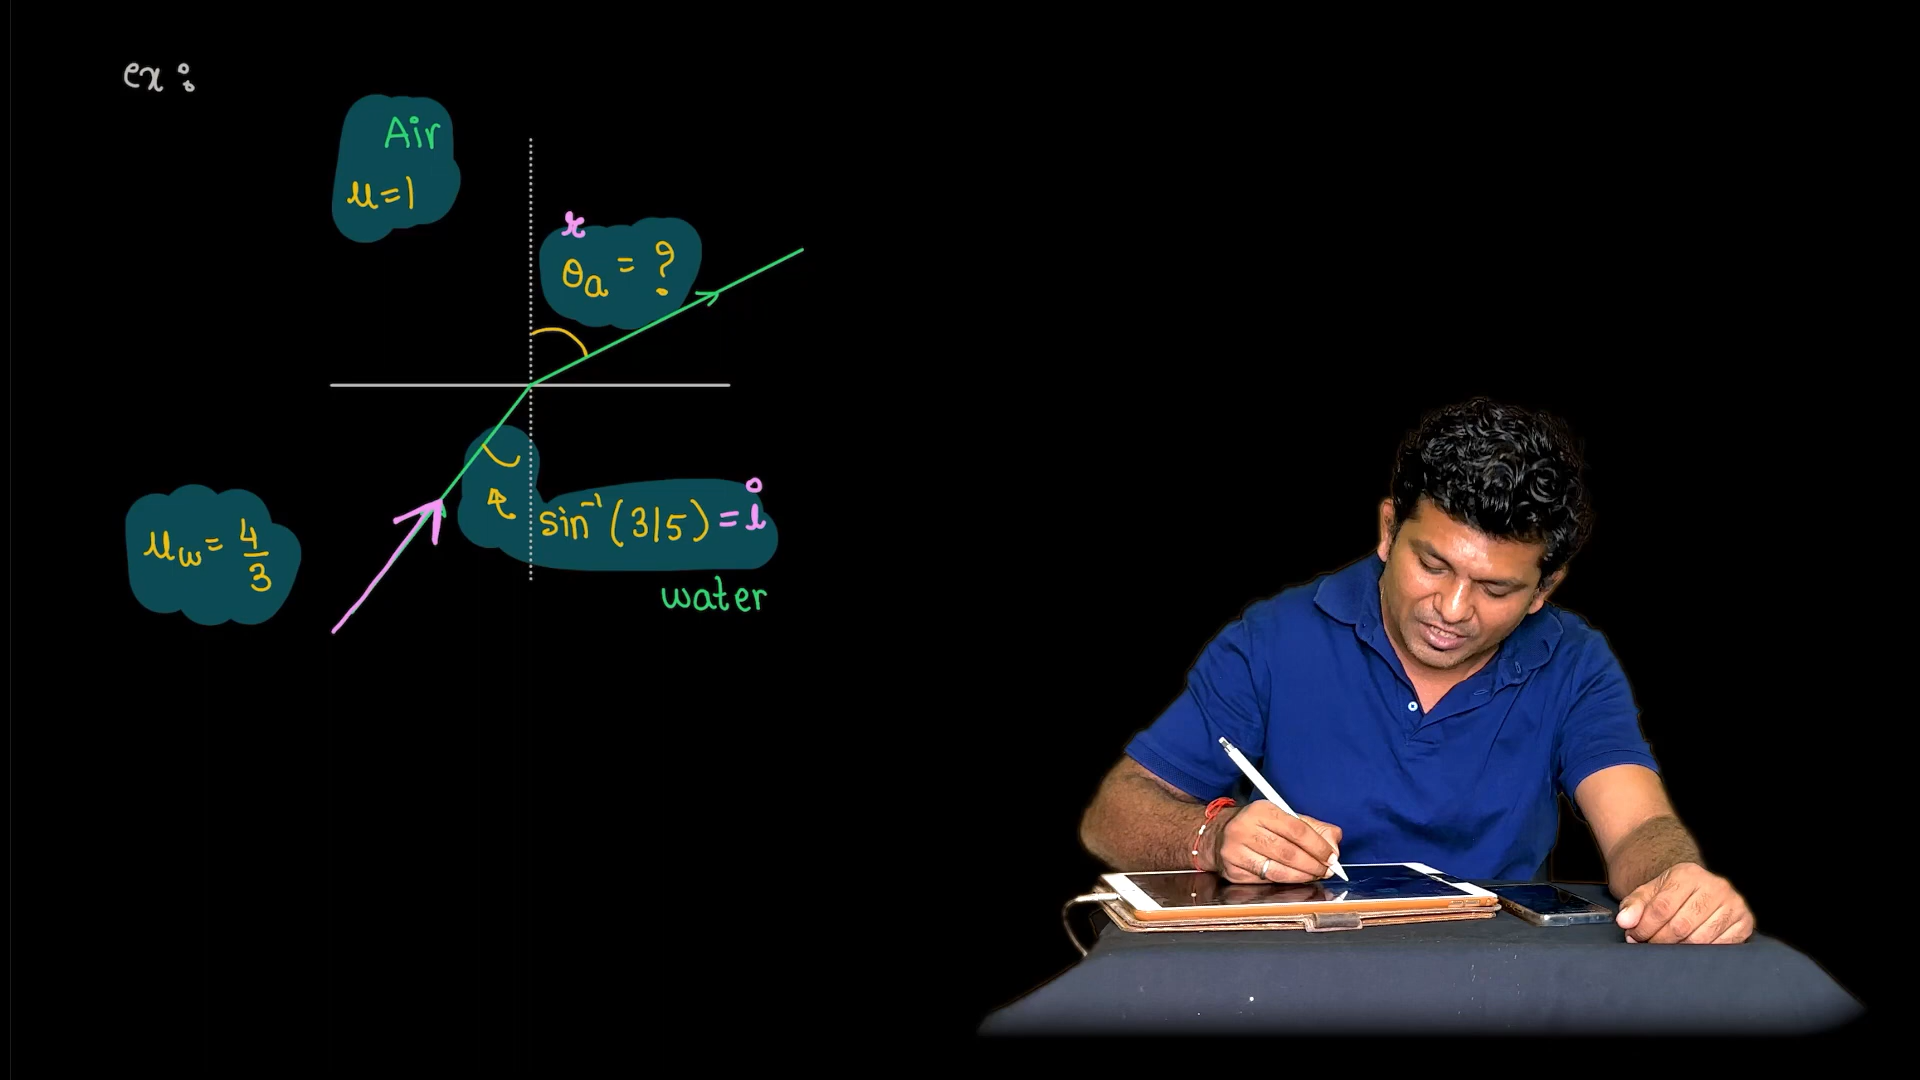 ex :
Air
μ=1
r
θa = ?
μw = 4/3
sin⁻¹ (3/5) = i
water